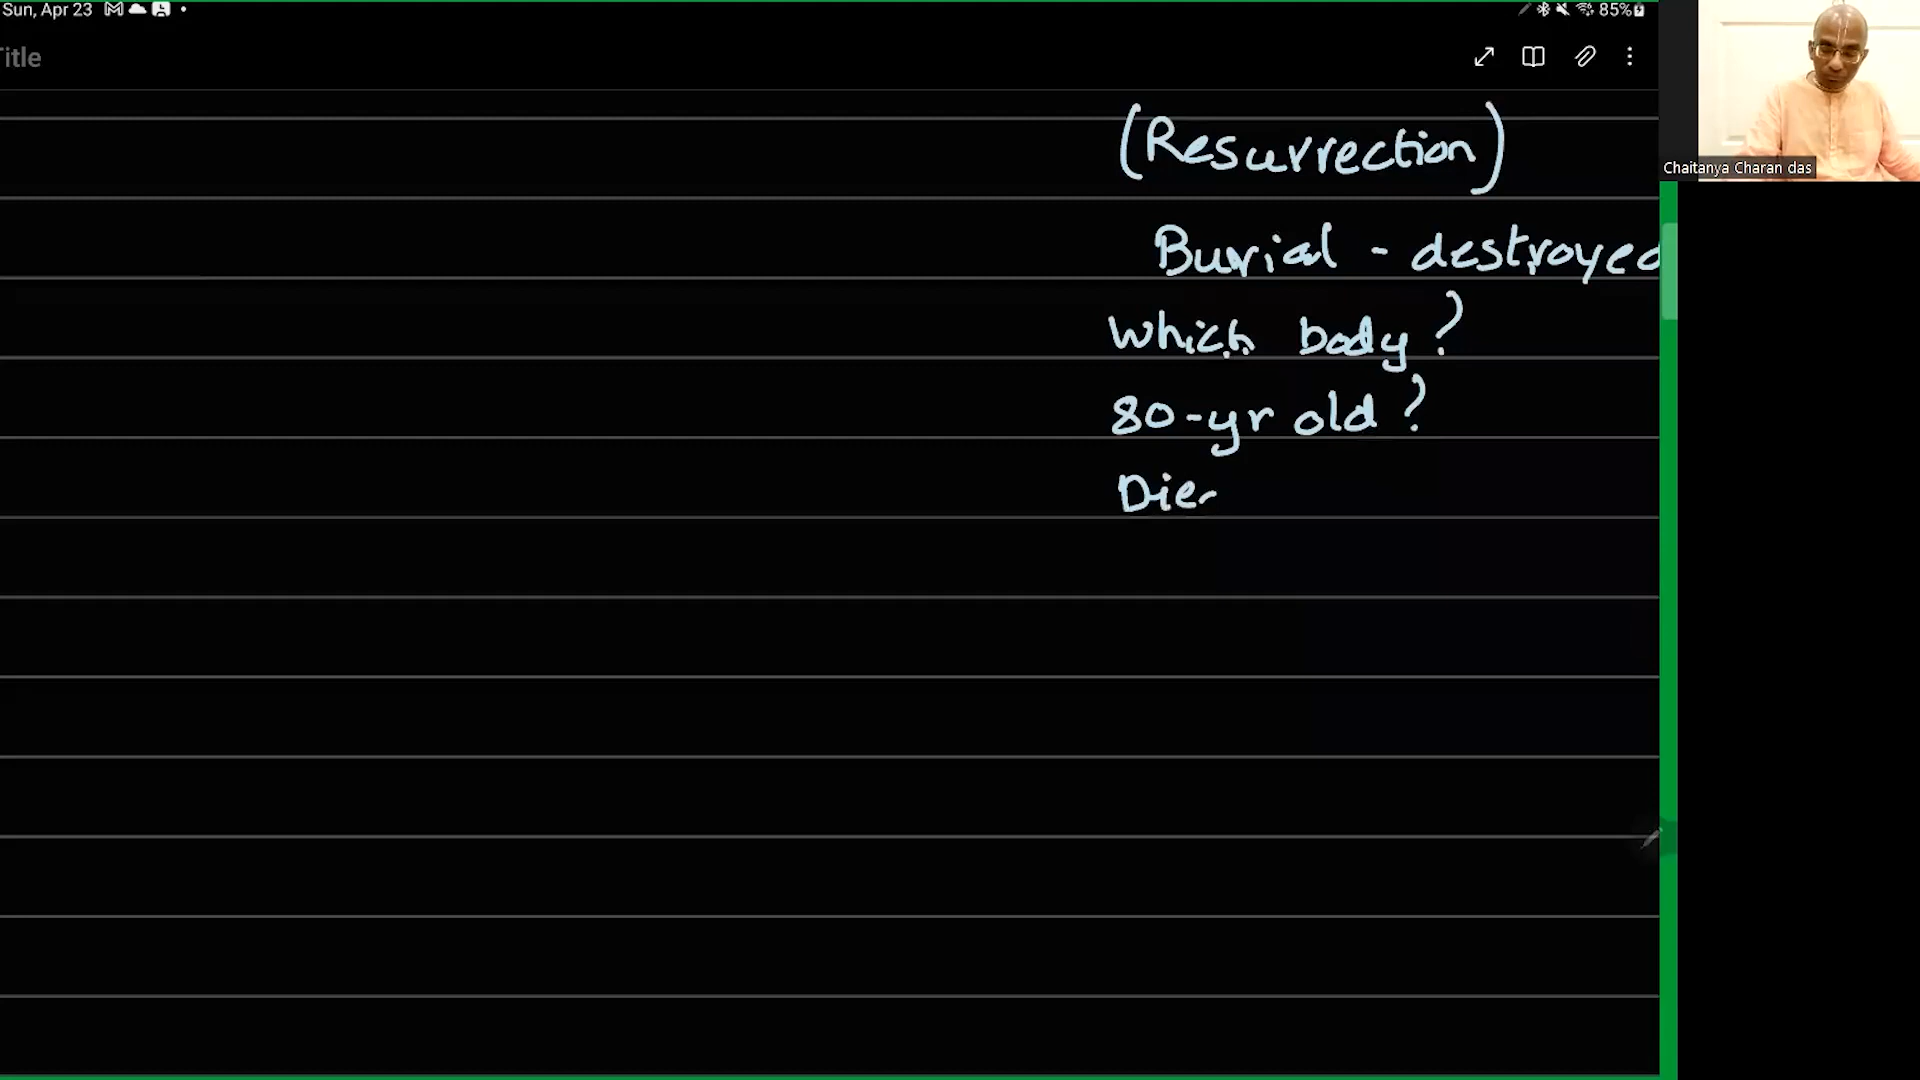 Sun, Apr 23
85%
Title
(Resurrection)
Burial - destroyed
Which body?
80-yr old?
Die
Chaitanya Charan das